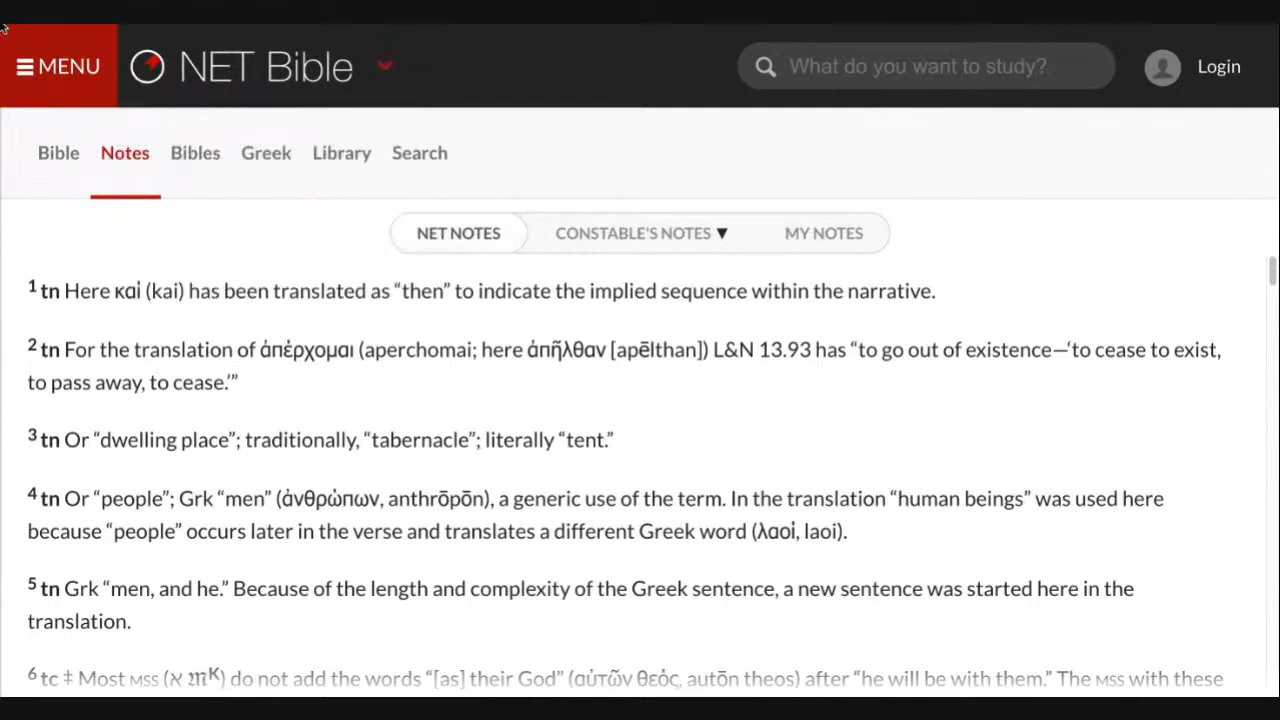 MENU NET Bible What do you want to study? Login
Bible Notes Bibles Greek Library Search
NET NOTES CONSTABLE'S NOTES ▼ MY NOTES
1 tn Here καἱ (kai) has been translated as “then” to indicate the implied sequence within the narrative.
2 tn For the translation of ἀπέρχομαι (aperchomai; here ἀπῆλθαν [apēlthan]) L&N 13.93 has “to go out of existence—‘to cease to exist,
to pass away, to cease.’”
3 tn Or “dwelling place”; traditionally, “tabernacle”; literally “tent.”
4 tn Or “people”; Grk “men” (ἀνθρώπων, anthrōpōn), a generic use of the term. In the translation “human beings” was used here
because “people” occurs later in the verse and translates a different Greek word (λαοἱ, laoi).
5 tn Grk “men, and he.” Because of the length and complexity of the Greek sentence, a new sentence was started here in the
translation.
6 tc ‡ Most MSS (א 𝔐K) do not add the words “[as] their God” (αὐτῶν θεός, autōn theos) after “he will be with them.” The MSS with these